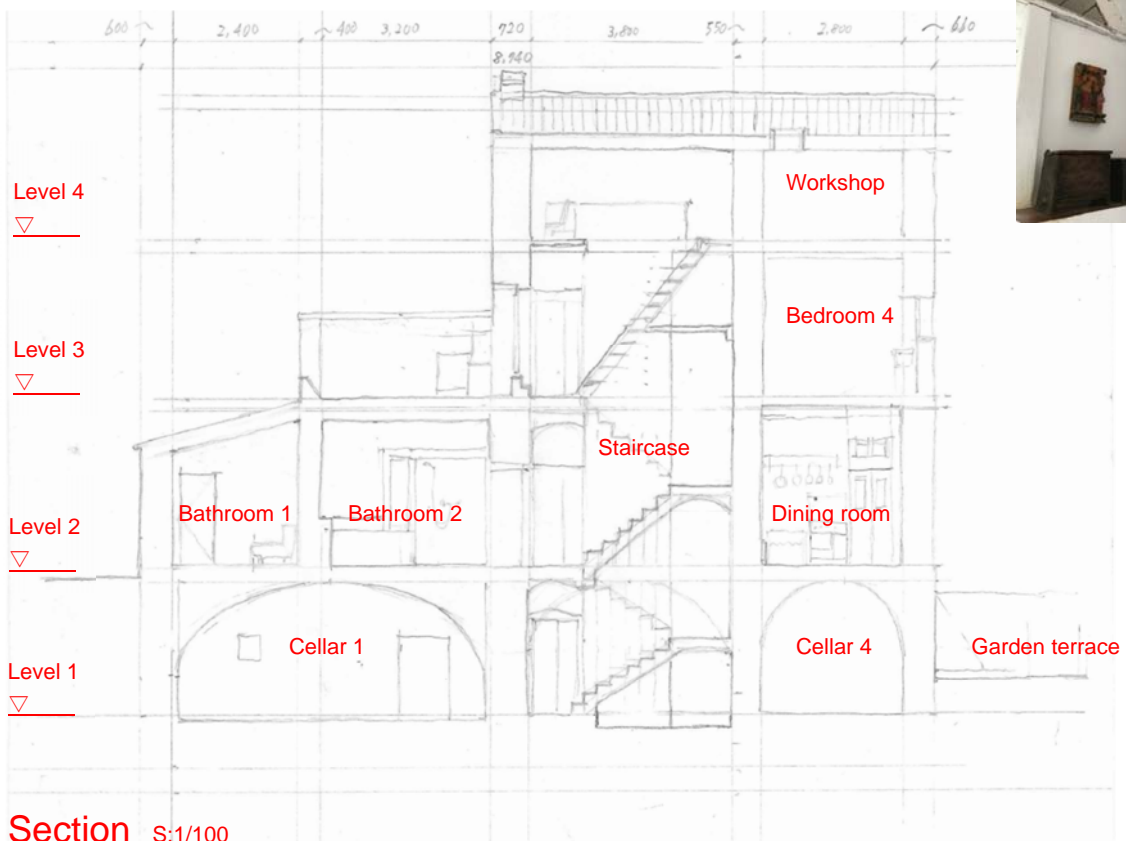 600 2,400 400 3,200 720 3,800 550 2,800 660
8.940
Workshop
Level 4
Bedroom 4
Level 3
Staircase
Bathroom 1 Bathroom 2 Dining room
Level 2
Cellar 1 Cellar 4 Garden terrace
Level 1
Section S:1/100